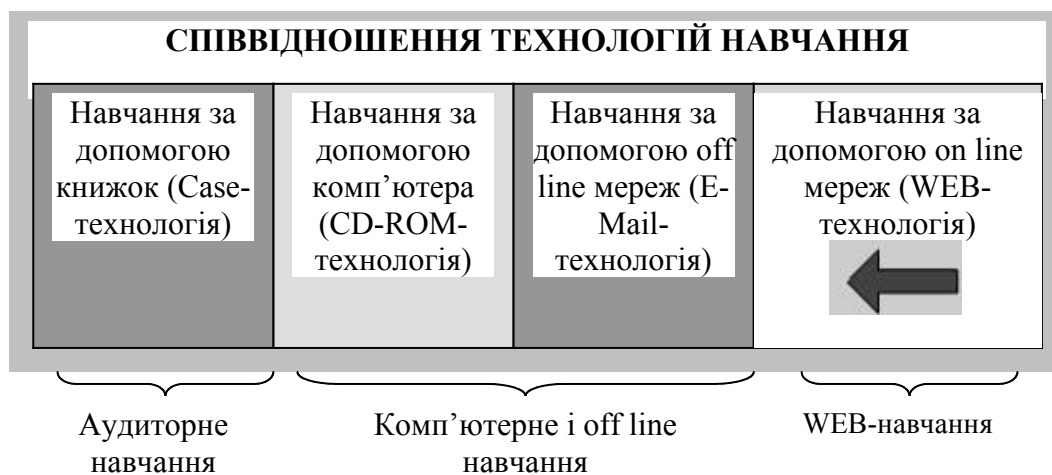 СПІВВІДНОШЕННЯ ТЕХНОЛОГІЙ НАВЧАННЯ
Навчання за
допомогою
книжок (Case-
технологія)
Навчання за
допомогою
комп’ютера
(CD-ROM-
технологія)
Навчання за
допомогою off
line мереж (E-
Mail-
технологія)
Навчання за
допомогою on line
мереж (WEB-
технологія)
Аудиторне
навчання
Комп’ютерне і off line
навчання
WEB-навчання